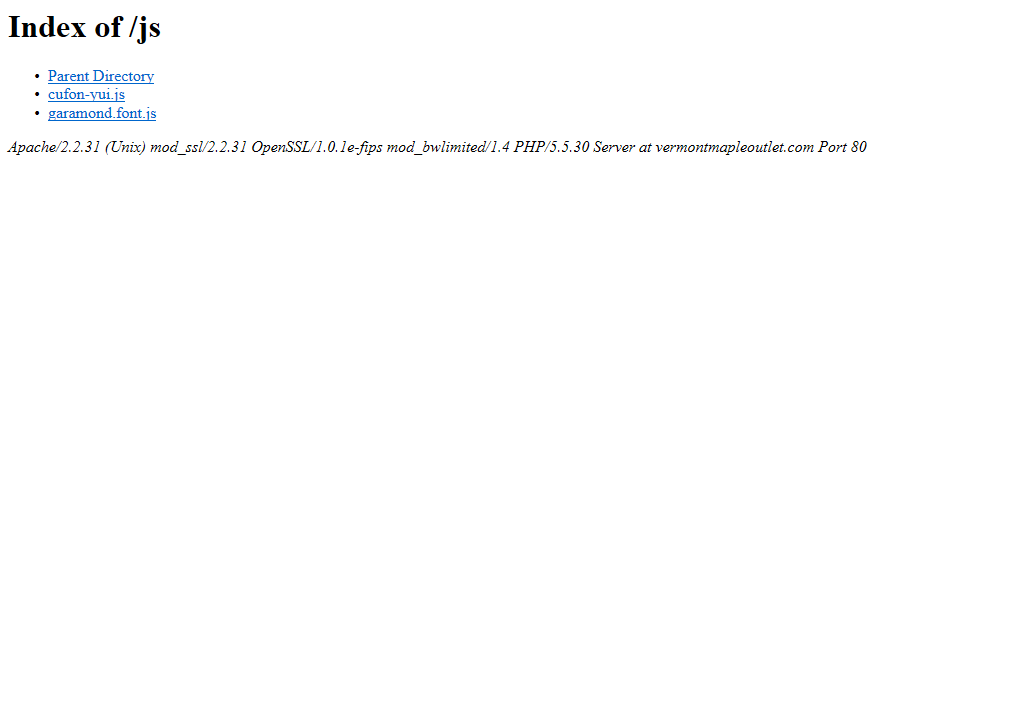 Index of /js
Parent Directory
cufon-yui.js
garamond.font.js
Apache/2.2.31 (Unix) mod_ssl/2.2.31 OpenSSL/1.0.1e-fips mod_bwlimited/1.4 PHP/5.5.30 Server at vermontmapleoutlet.com Port 80